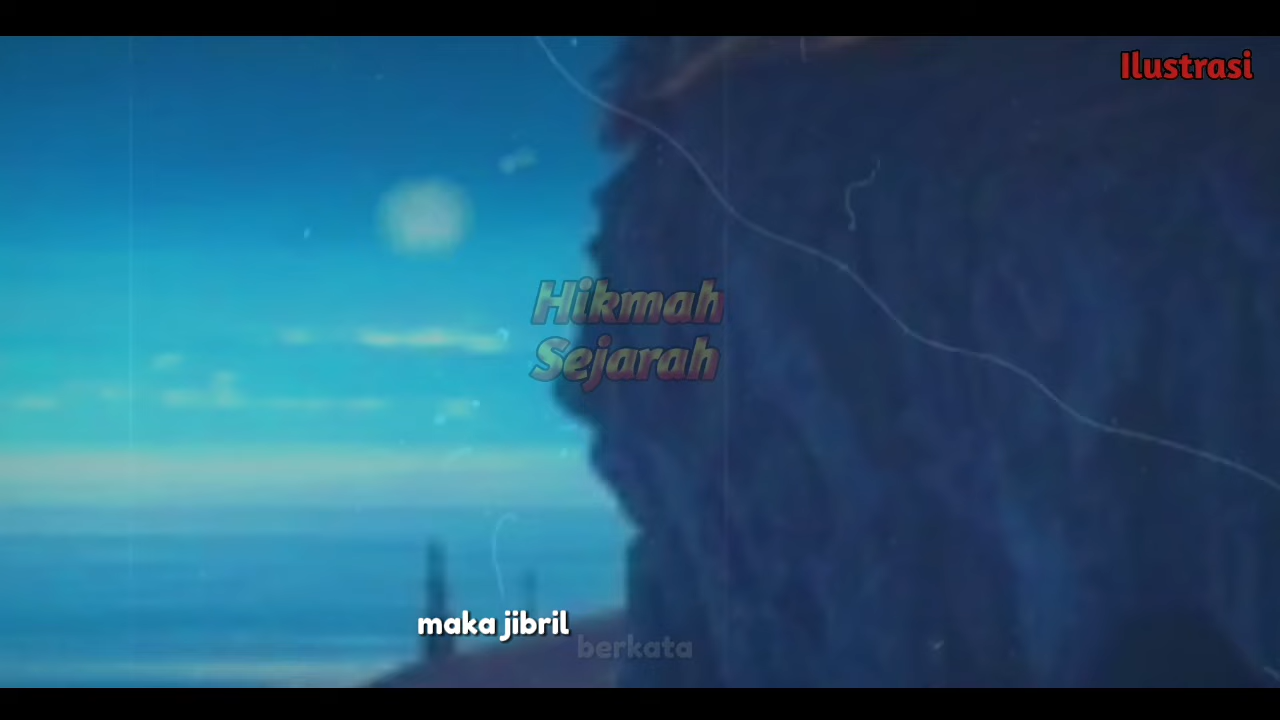 Ilustrasi
Hikmah
Sejarah
maka jibril
berkata